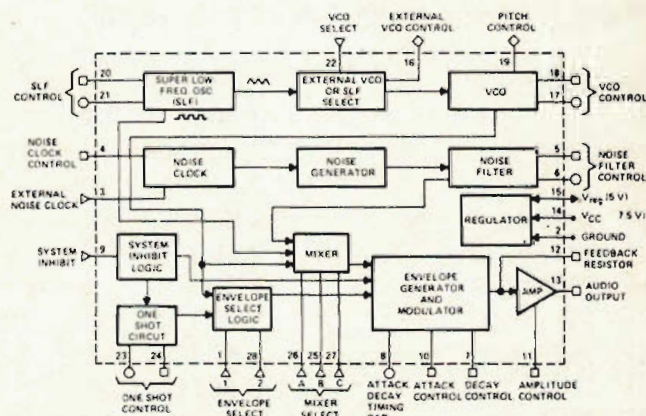 VCO
SELECT
EXTERNAL
VCO CONTROL
PITCH
CONTROL
22
16
19
SLF
CONTROL
20
21
SUPER LOW
FREQ. OSC
(SLF)
EXTERNAL VCO
OR SLF
SELECT
VCO
18
17
VCO
CONTROL
NOISE
CLOCK
CONTROL
4
NOISE
CLOCK
NOISE
GENERATOR
NOISE
FILTER
5
6
NOISE
FILTER
CONTROL
EXTERNAL
NOISE CLOCK
3
REGULATOR
15
Vreg (5 V)
14
VCC 7.5 V)
2
GROUND
SYSTEM
INHIBIT
9
SYSTEM
INHIBIT
LOGIC
MIXER
12
FEEDBACK
RESISTOR
ENVELOPE
GENERATOR
AND
MODULATOR
AMP
13
AUDIO
OUTPUT
ONE
SHOT
CIRCUT
ENVELOPE
SELECT
LOGIC
23
24
1
28
26
25
27
8
10
7
11
1
2
A
B
C
ONE SHOT
CONTROL
ENVELOPE
SELECT
MIXER
SELECT
ATTACK
DECAY
TIMING
ATTACK
CONTROL
DECAY
CONTROL
AMPLITUDE
CONTROL